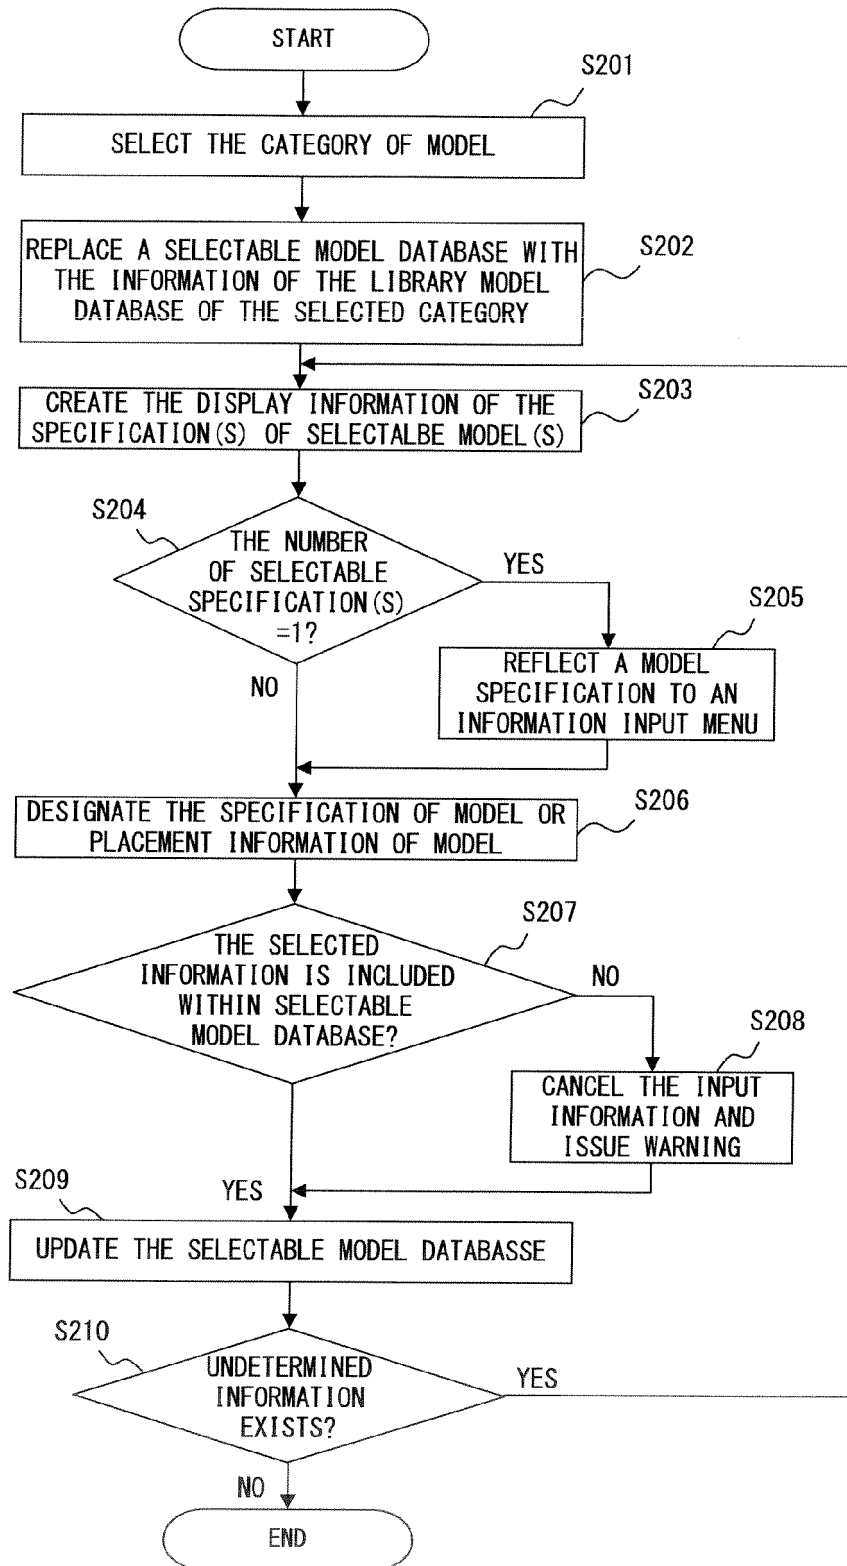 START
S201
SELECT THE CATEGORY OF MODEL
S202
REPLACE A SELECTABLE MODEL DATABASE WITH
THE INFORMATION OF THE LIBRARY MODEL
DATABASE OF THE SELECTED CATEGORY
S203
CREATE THE DISPLAY INFORMATION OF THE
SPECIFICATION(S) OF SELECTALBE MODEL(S)
S204
THE NUMBER
OF SELECTABLE
SPECIFICATION(S)
=1?
YES
NO
S205
REFLECT A MODEL
SPECIFICATION TO AN
INFORMATION INPUT MENU
S206
DESIGNATE THE SPECIFICATION OF MODEL OR
PLACEMENT INFORMATION OF MODEL
S207
THE SELECTED
INFORMATION IS INCLUDED
WITHIN SELECTABLE
MODEL DATABASE?
NO
S208
CANCEL THE INPUT
INFORMATION AND
ISSUE WARNING
YES
S209
UPDATE THE SELECTABLE MODEL DATABASSE
S210
UNDETERMINED
INFORMATION
EXISTS?
YES
NO
END